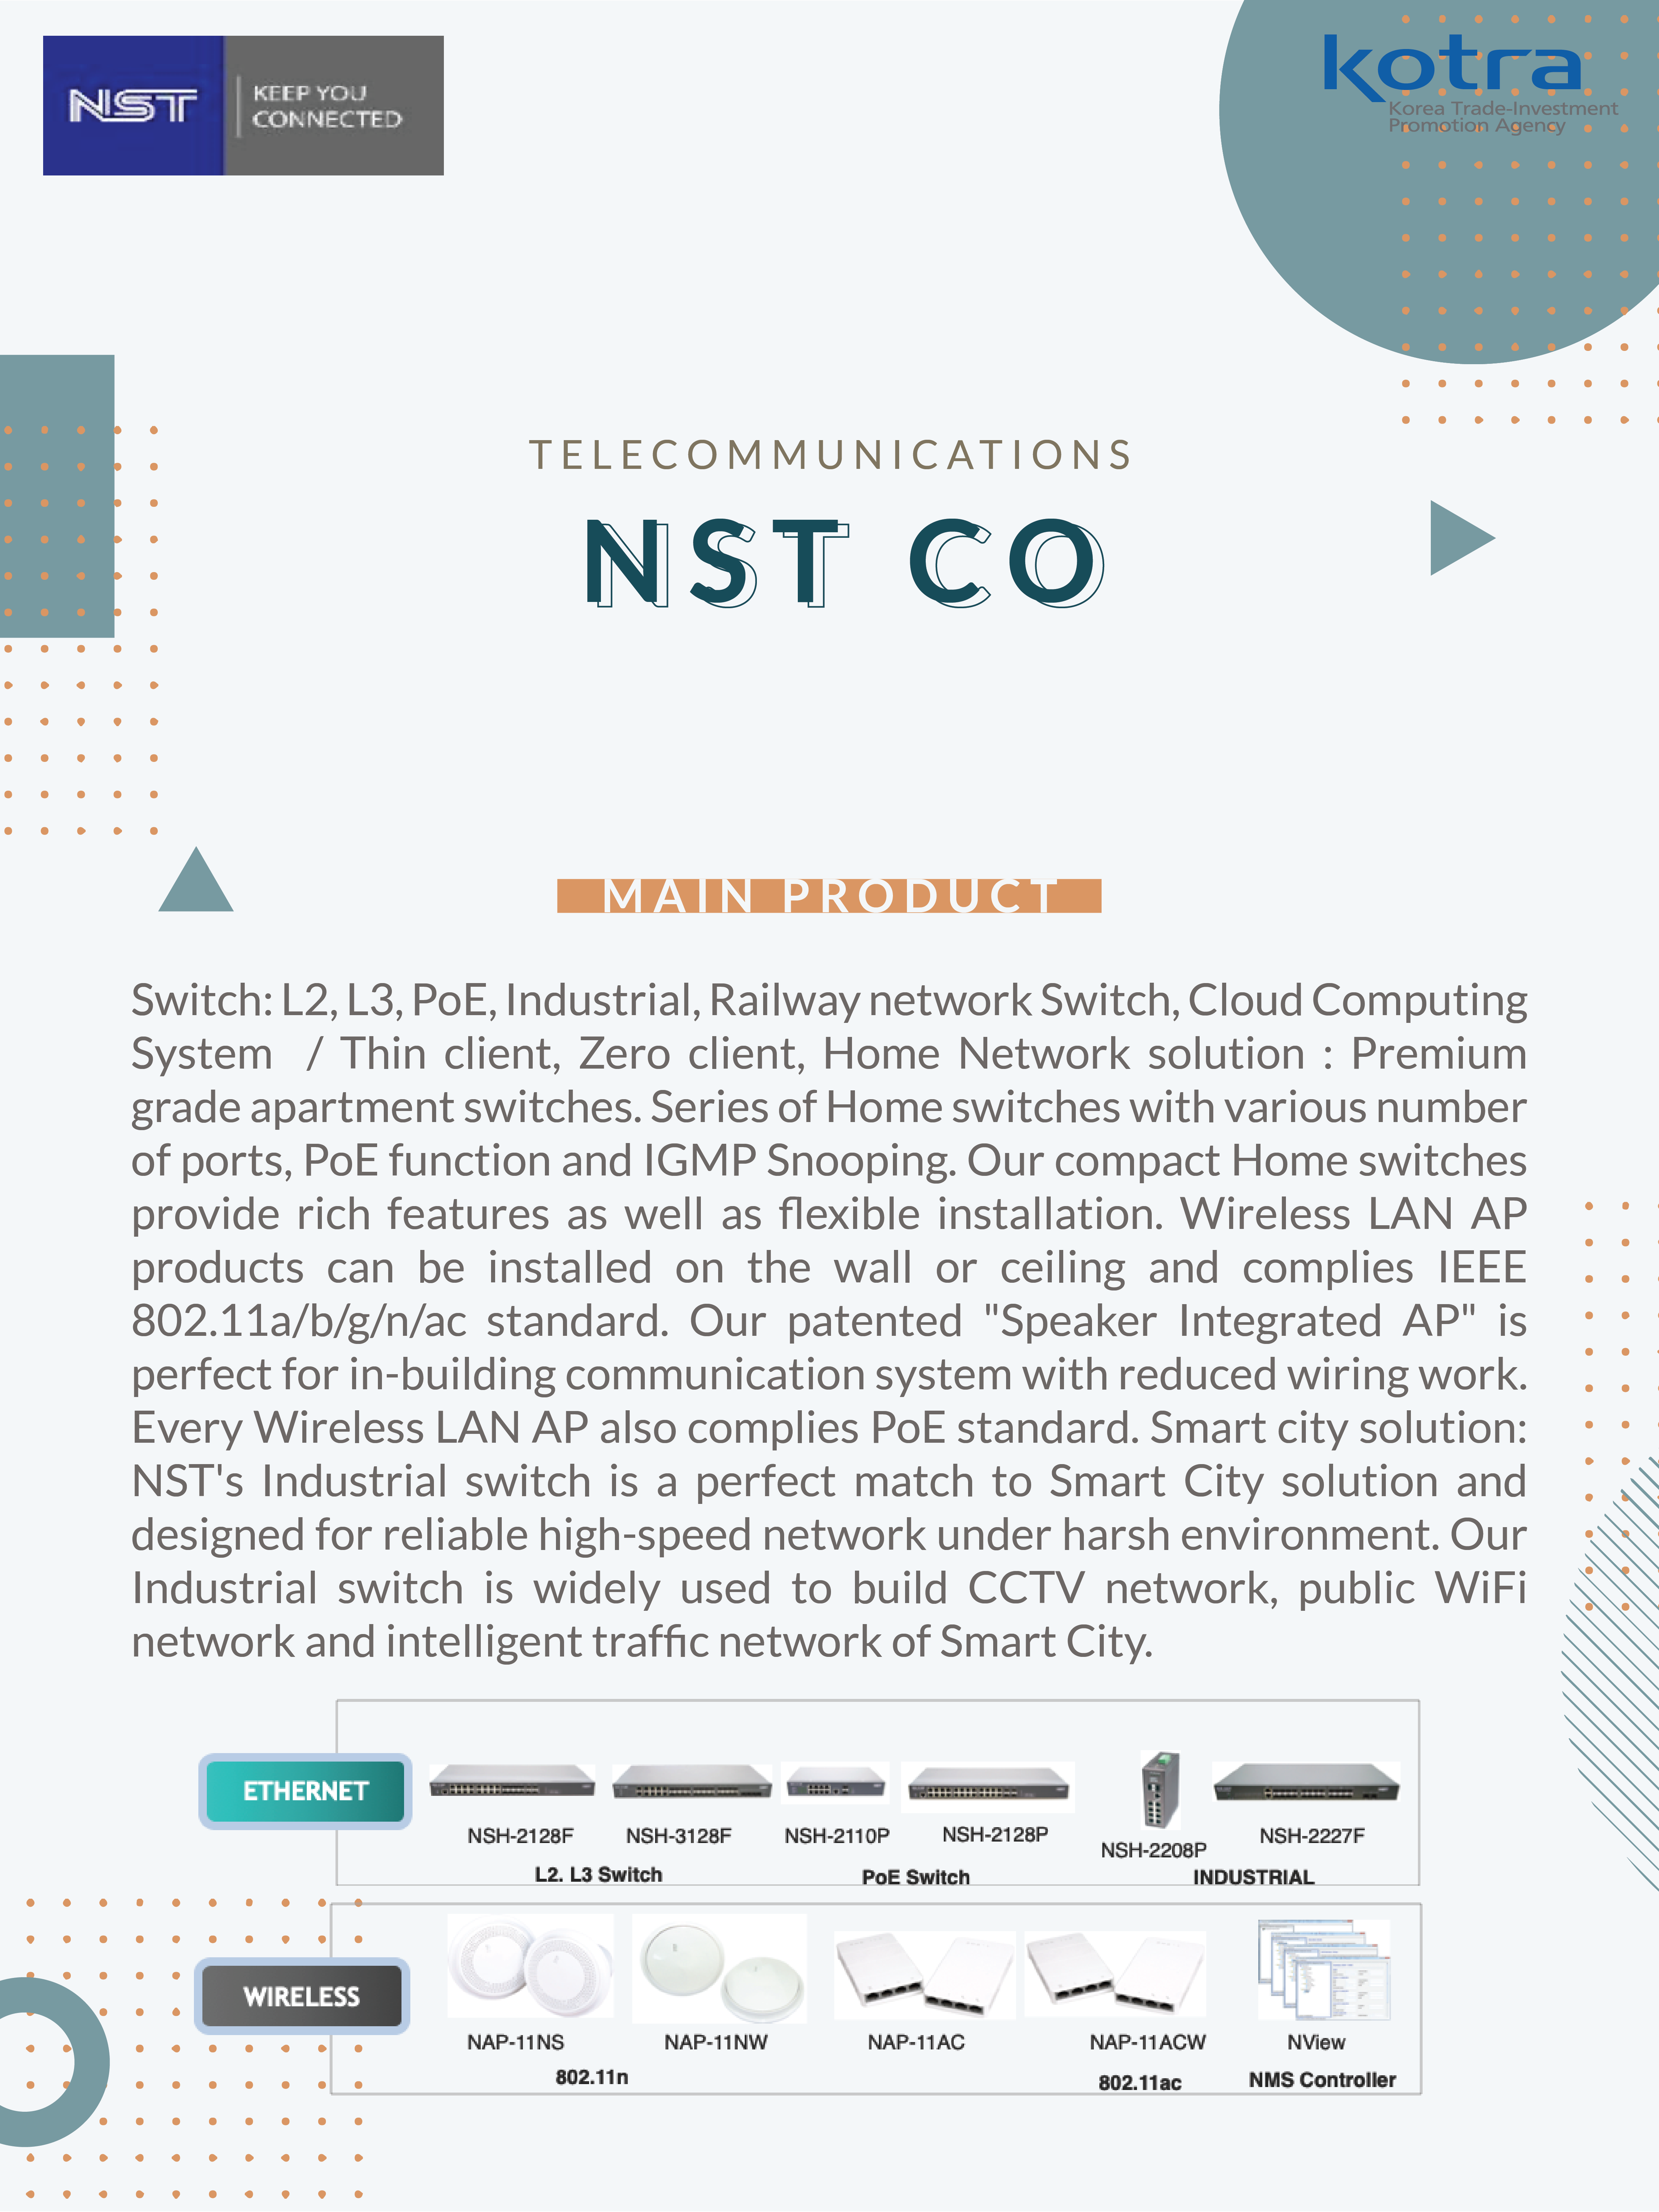 NST
KEEP YOU
CONNECTED
kotra
Korea Trade-Investment
Promotion Agency
TELECOMMUNICATIONS
NST CO
MAIN PRODUCT
Switch: L2, L3, PoE, Industrial, Railway network Switch, Cloud Computing
System / Thin client, Zero client, Home Network solution : Premium
grade apartment switches. Series of Home switches with various number
of ports, PoE function and IGMP Snooping. Our compact Home switches
provide rich features as well as flexible installation. Wireless LAN AP
products can be installed on the wall or ceiling and complies IEEE
802.11a/b/g/n/ac standard. Our patented "Speaker Integrated AP" is
perfect for in-building communication system with reduced wiring work.
Every Wireless LAN AP also complies PoE standard. Smart city solution:
NST's Industrial switch is a perfect match to Smart City solution and
designed for reliable high-speed network under harsh environment. Our
Industrial switch is widely used to build CCTV network, public WiFi
network and intelligent traffic network of Smart City.
ETHERNET
NSH-2128F NSH-3128F NSH-2110P NSH-2128P NSH-2208P NSH-2227F
L2. L3 Switch PoE Switch INDUSTRIAL
WIRELESS
NAP-11NS NAP-11NW NAP-11AC NAP-11ACW NView
802.11n 802.11ac NMS Controller